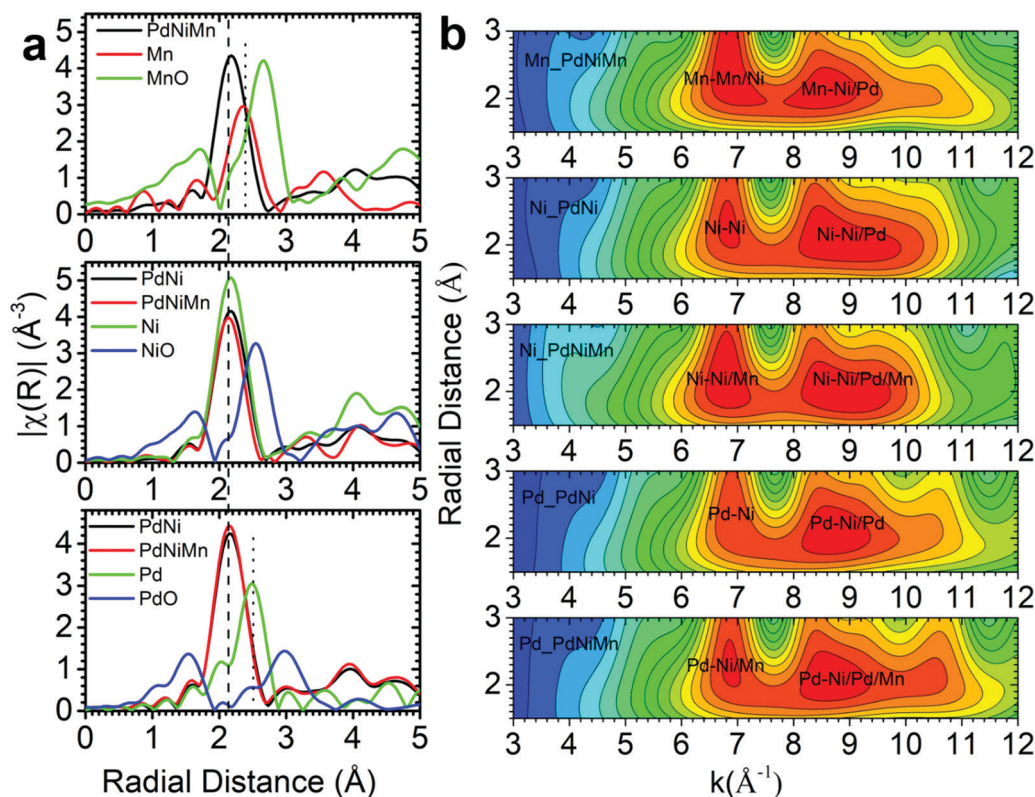 a
PdNiMn
Mn
MnO
5
4
3
2
1
0
0 1 2 3 4 5
PdNi
PdNiMn
Ni
NiO
5
4
3
2
1
0
0 1 2 3 4 5
PdNi
PdNiMn
Pd
PdO
4
3
2
1
0
0 1 2 3 4 5
|χ(R)| (Å⁻³)
Radial Distance (Å)
b
Mn_PdNiMn
Mn-Mn/Ni
Mn-Ni/Pd
3
2
3 4 5 6 7 8 9 10 11 12
Ni_PdNi
Ni-Ni
Ni-Ni/Pd
3
2
3 4 5 6 7 8 9 10 11 12
Ni_PdNiMn
Ni-Ni/Mn
Ni-Ni/Pd/Mn
3
2
3 4 5 6 7 8 9 10 11 12
Pd_PdNi
Pd-Ni
Pd-Ni/Pd
3
2
3 4 5 6 7 8 9 10 11 12
Pd_PdNiMn
Pd-Ni/Mn
Pd-Ni/Pd/Mn
3
2
3 4 5 6 7 8 9 10 11 12
Radial Distance (Å)
k(Å⁻¹)